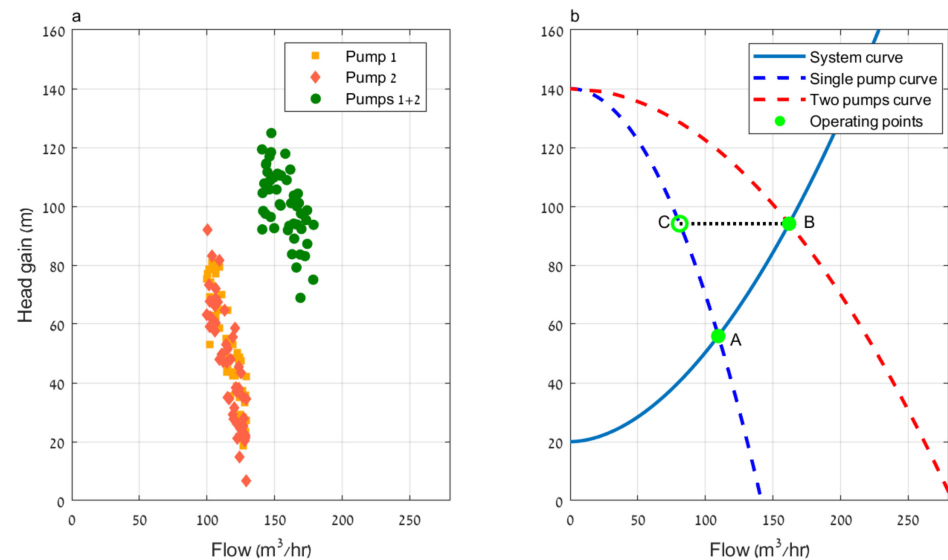 a
160
140
120
100
80
60
40
20
0
Head gain (m)
0 50 100 150 200 250
Flow (m³/hr)
Pump 1
Pump 2
Pumps 1+2
b
160
140
120
100
80
60
40
20
0
0 50 100 150 200 250
Flow (m³/hr)
System curve
Single pump curve
Two pumps curve
Operating points
C
B
A